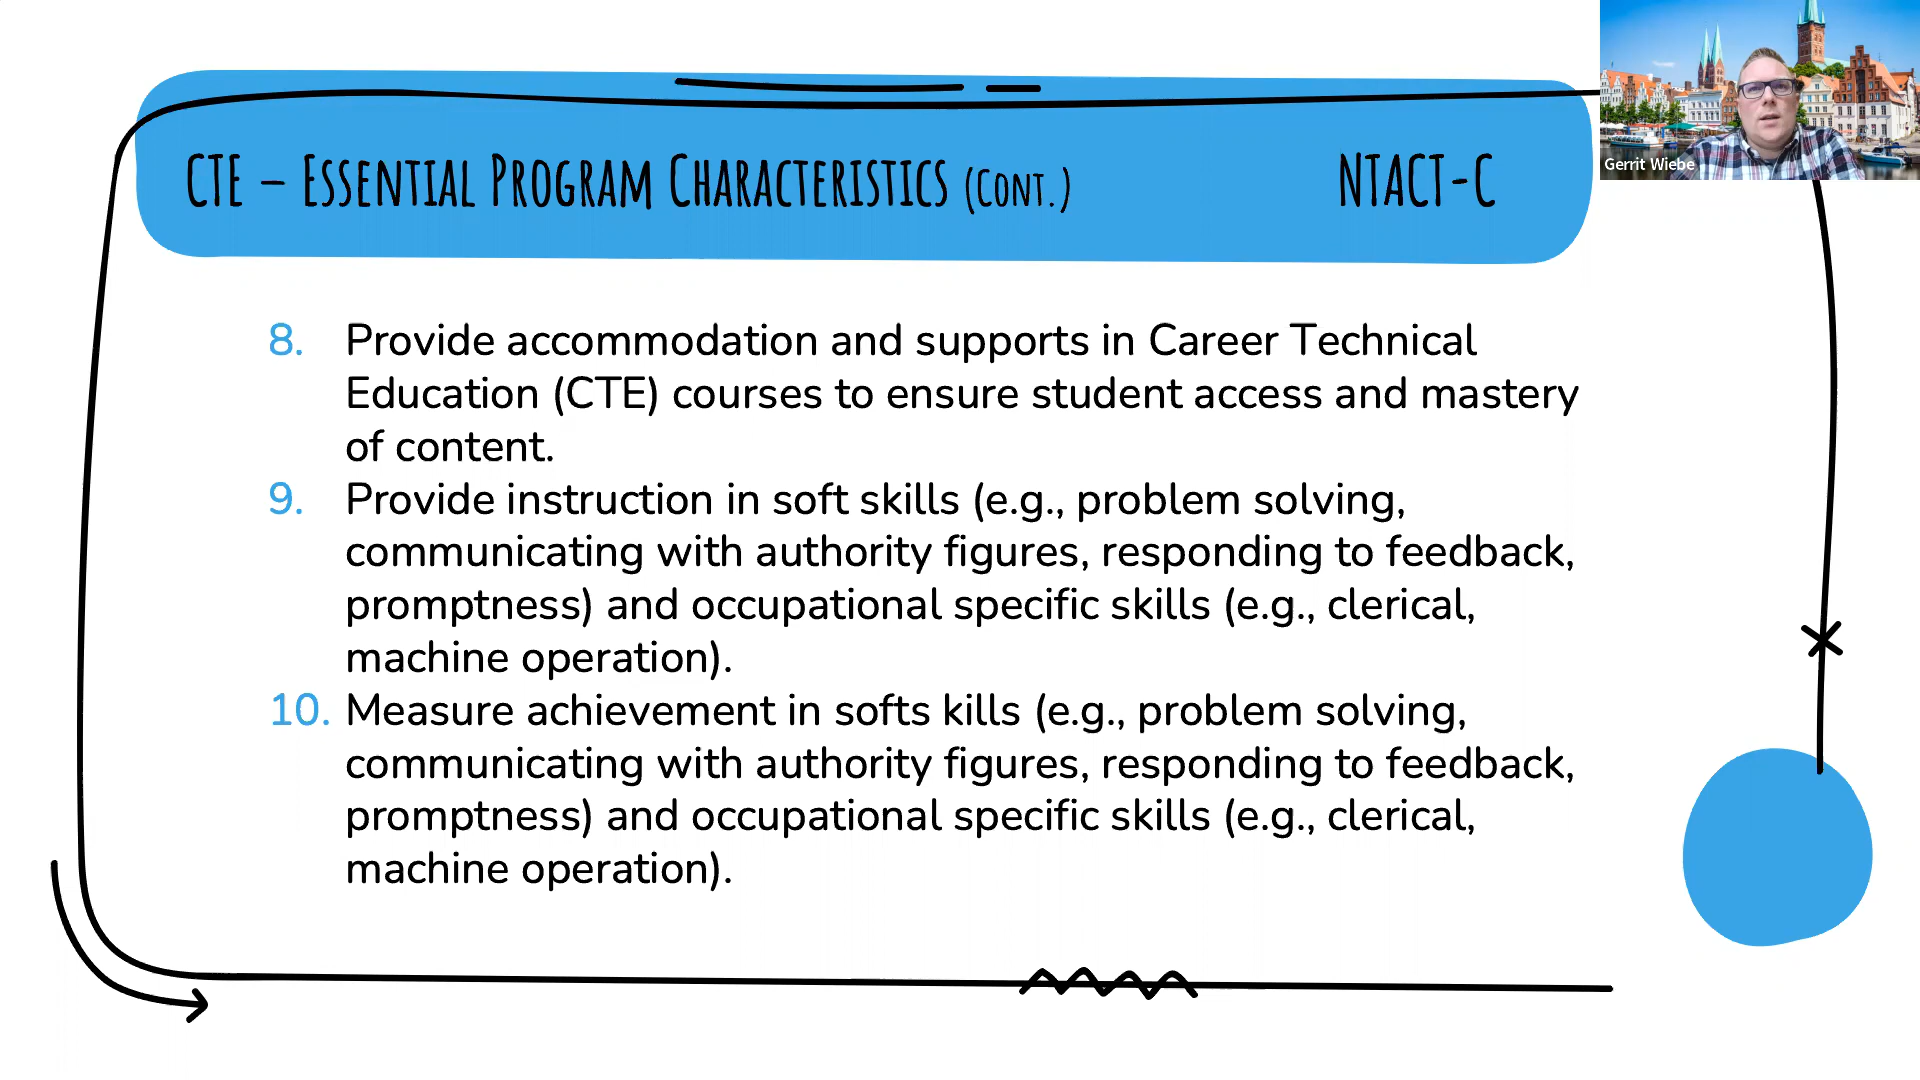 CTE – Essential Program Characteristics (Cont.) NTACT-C
Gerrit Wiebe
8. Provide accommodation and supports in Career Technical
Education (CTE) courses to ensure student access and mastery
of content.
9. Provide instruction in soft skills (e.g., problem solving,
communicating with authority figures, responding to feedback,
promptness) and occupational specific skills (e.g., clerical,
machine operation).
10. Measure achievement in softs kills (e.g., problem solving,
communicating with authority figures, responding to feedback,
promptness) and occupational specific skills (e.g., clerical,
machine operation).